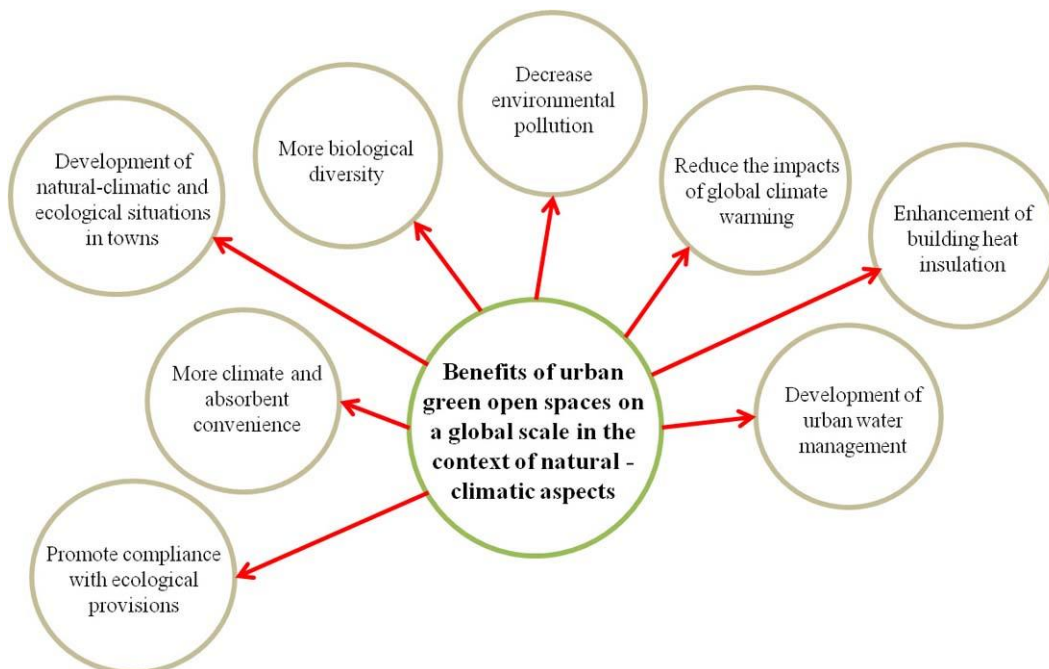 Decrease
environmental
pollution
More biological
diversity
Development of
natural-climatic and
ecological situations
in towns
Reduce the impacts
of global climate
warming
Enhancement of
building heat
insulation
More climate and
absorbent
convenience
Benefits of urban
green open spaces on
a global scale in the
context of natural -
climatic aspects
Development of
urban water
management
Promote compliance
with ecological
provisions